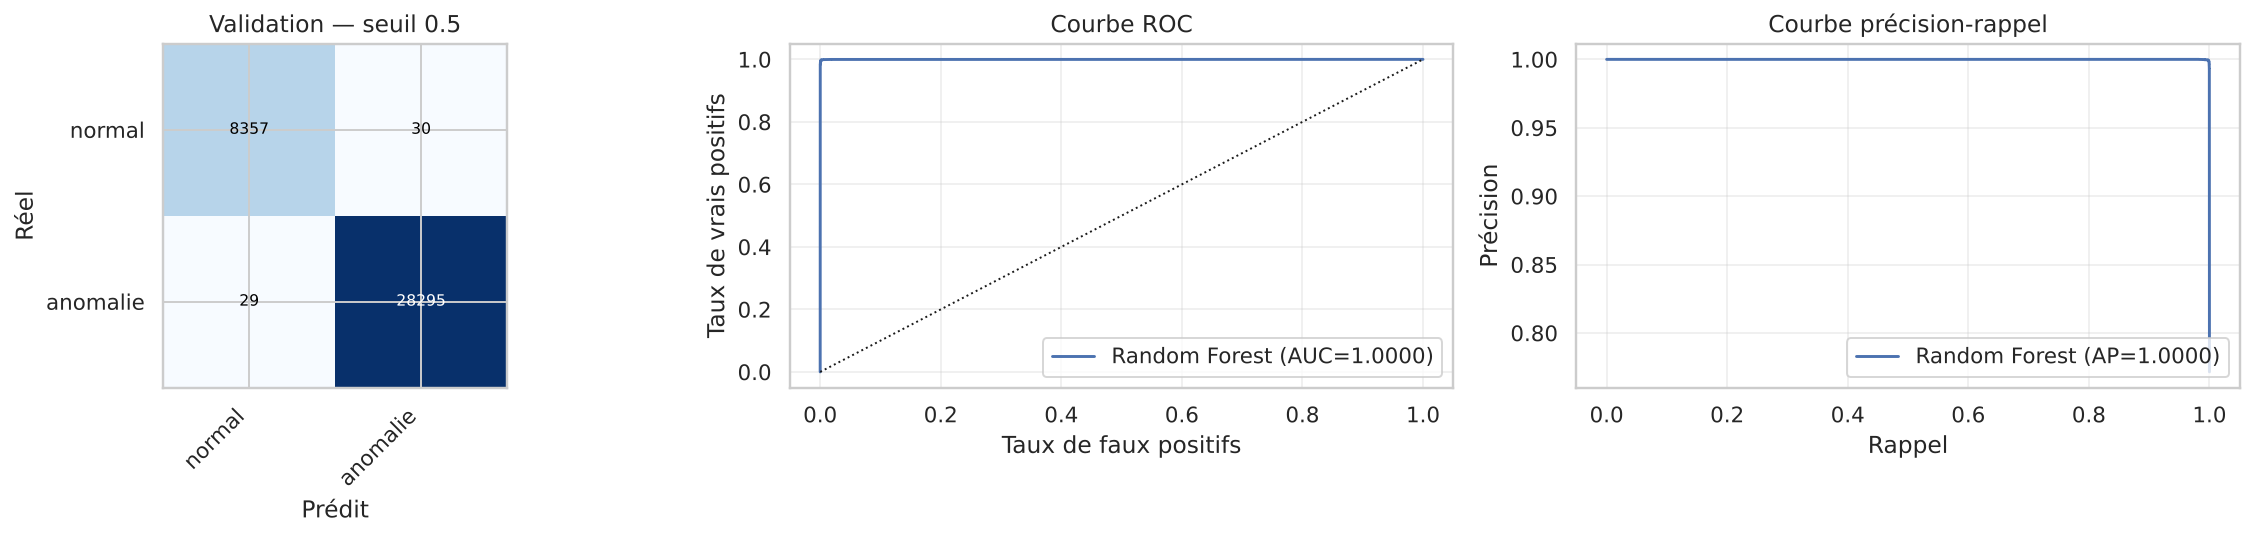 Validation — seuil 0.5
Réel
normal
8357
30
anomalie
29
28295
normal
anomalie
Prédit
Courbe ROC
Taux de vrais positifs
1.0
0.8
0.6
0.4
0.2
0.0
Random Forest (AUC=1.0000)
0.0 0.2 0.4 0.6 0.8 1.0
Taux de faux positifs
Courbe précision-rappel
Précision
1.00
0.95
0.90
0.85
0.80
Random Forest (AP=1.0000)
0.0 0.2 0.4 0.6 0.8 1.0
Rappel